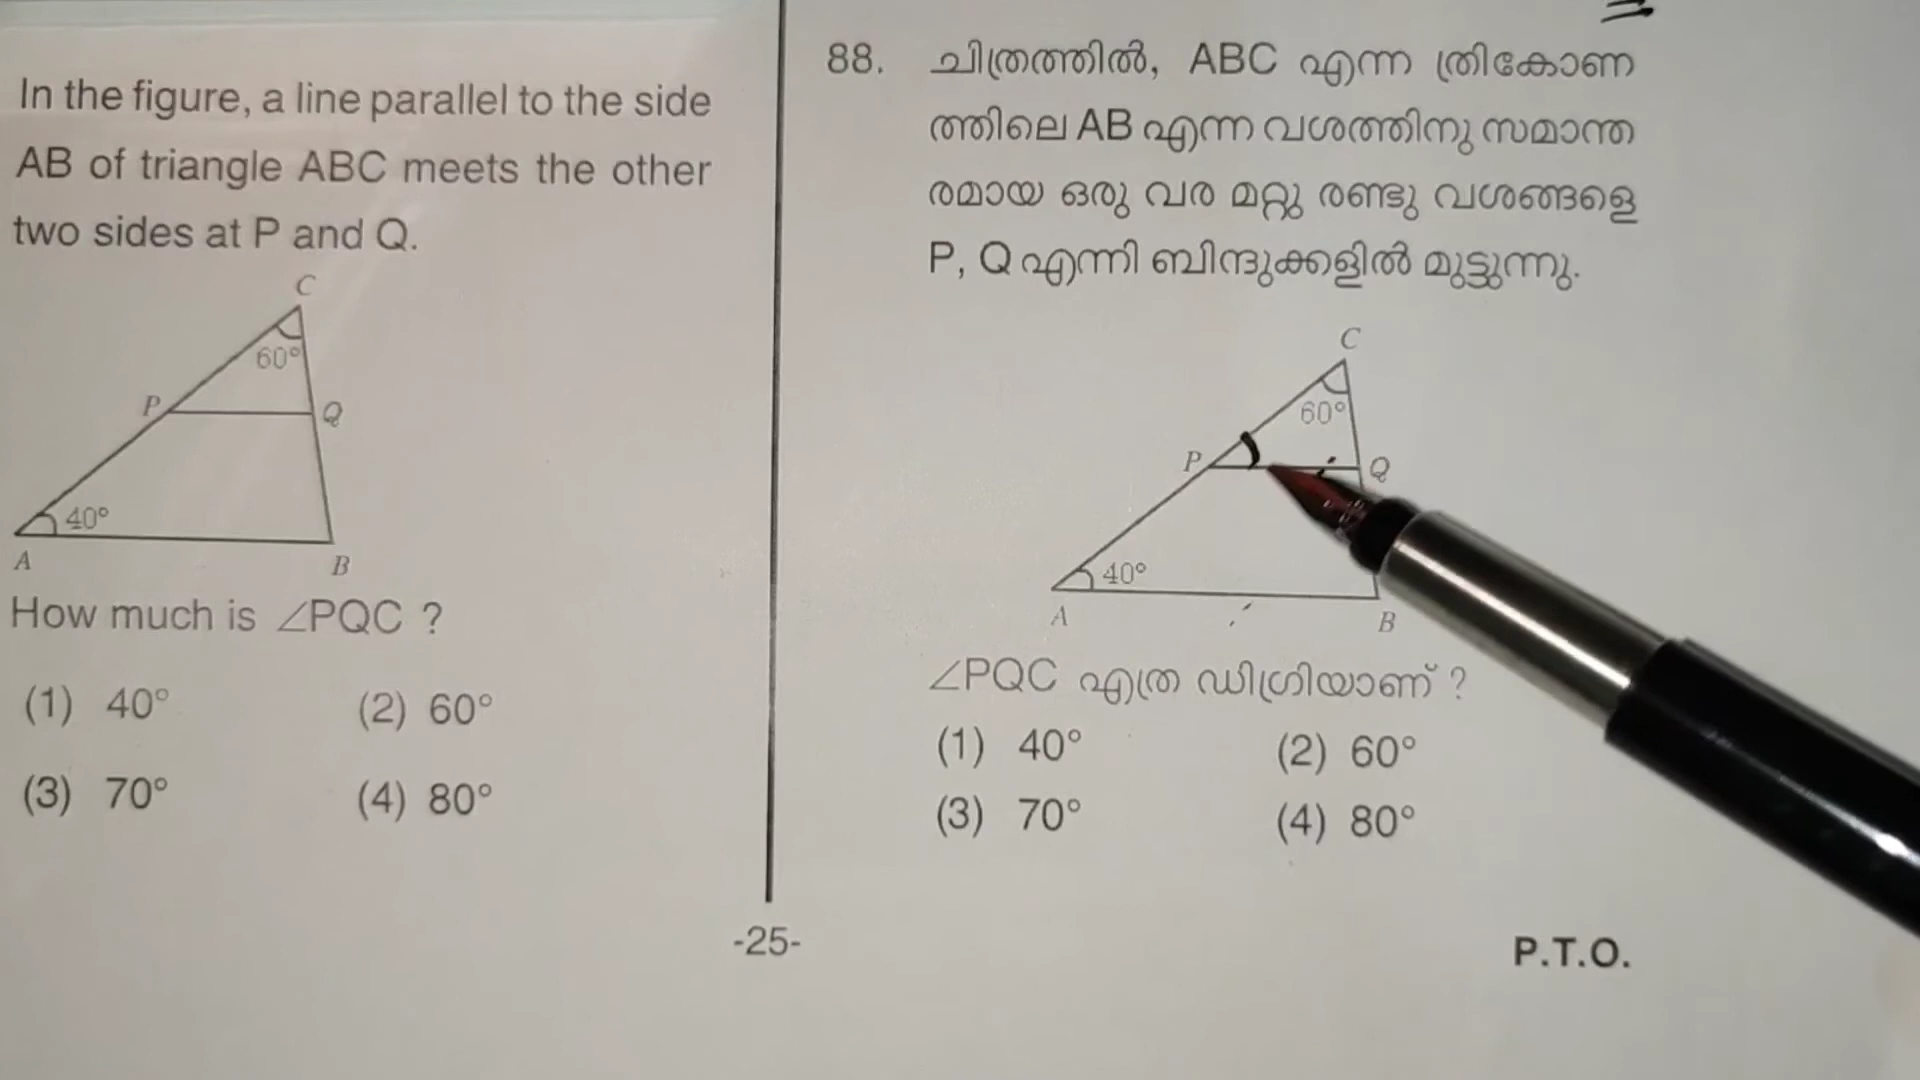 In the figure, a line parallel to the side
AB of triangle ABC meets the other
two sides at P and Q.
C
60°
P
Q
40°
A
B
How much is ∠PQC ?
(1) 40°
(2) 60°
(3) 70°
(4) 80°
88. ചിത്രത്തിൽ, ABC എന്ന ത്രികോണ
ത്തിലെ AB എന്ന വശത്തിനു സമാന്ത
രമായ ഒരു വര മറ്റു രണ്ടു വശങ്ങളെ
P, Q എന്നി ബിന്ദുക്കളിൽ മുട്ടുന്നു.
C
60°
P
Q
40°
A
B
∠PQC എത്ര ഡിഗ്രിയാണ് ?
(1) 40°
(2) 60°
(3) 70°
(4) 80°
-25-
P.T.O.